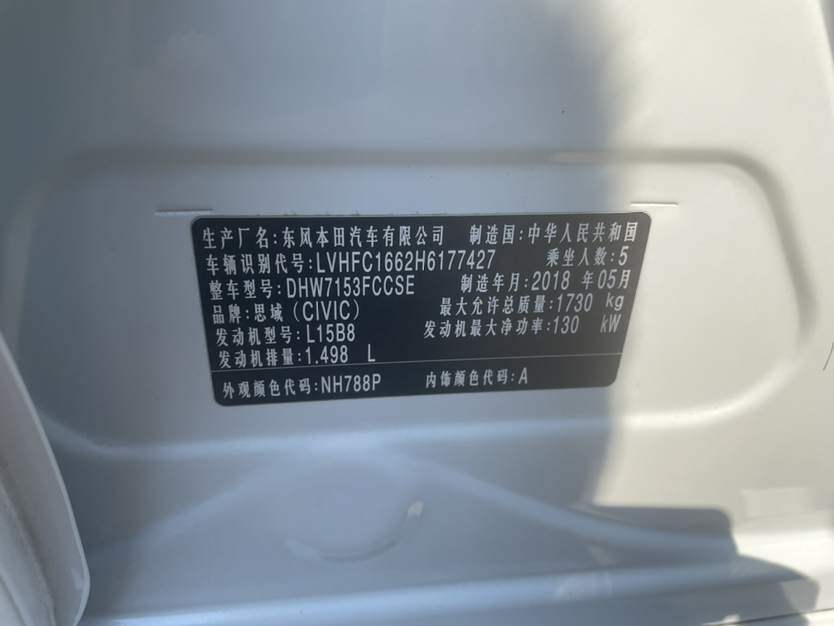 生产厂名:东风本田汽车有限公司 制造国:中华人民共和国
车辆识别代号:LVHFC1662H6177427 乘坐人数:5
整车型号:DHW7153FCCSE 制造年月:2018 年 05月
品牌:思域(CIVIC) 最大允许总质量:1730 kg
发动机型号:L15B8 发动机最大净功率:130 kW
发动机排量:1.498 L
外观颜色代码:NH788P 内饰颜色代码:A